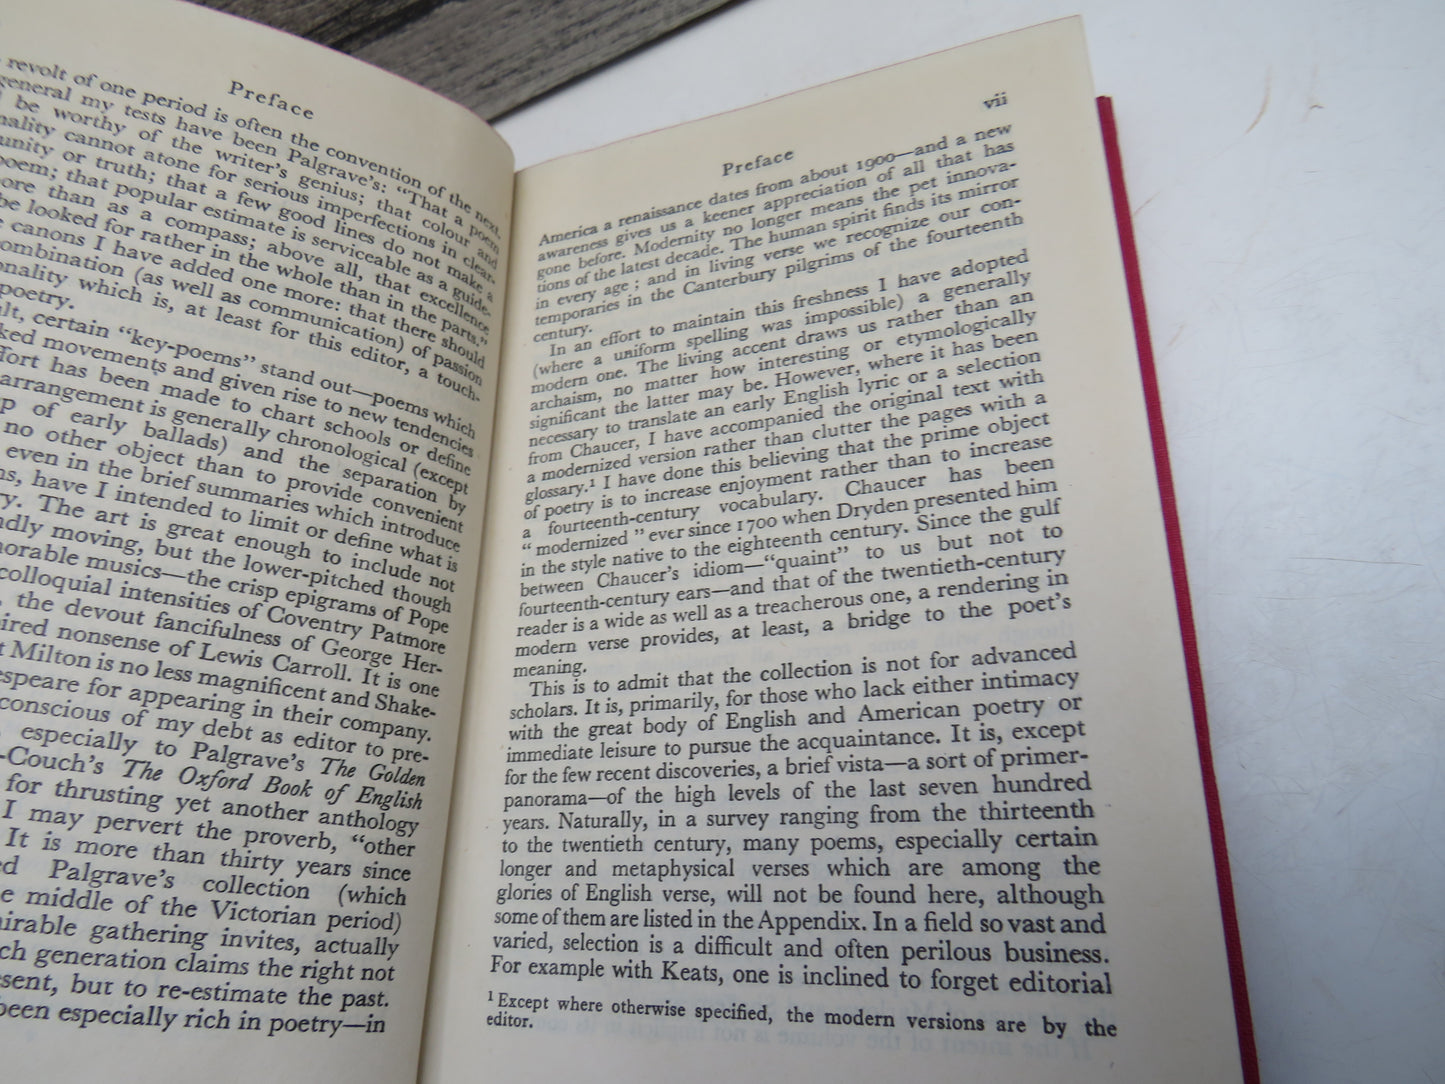 Preface
revolt of one period is often the convention of the next.
general my tests have been Palgrave's: "That a poem
be worthy of the writer's genius; that colour and
nality cannot atone for serious imperfections in clear-
unity or truth; that a few good lines do not make a
poem; that popular estimate is serviceable as a guide-
more than as a compass; above all, that excellence
be looked for rather in the whole than in the parts."
canons I have added one more: that there should
combination (as well as communication) of passion
onality which is, at least for this editor, a touch-
poetry.
lt, certain "key-poems" stand out—poems which
ked movements and given rise to new tendencies
ffort has been made to chart schools or define
arrangement is generally chronological (except
p of early ballads) and the separation by
no other object than to provide convenient
even in the brief summaries which introduce
ns, have I intended to limit or define what is
ry. The art is great enough to include not
ndly moving, but the lower-pitched though
morable musics—the crisp epigrams of Pope
colloquial intensities of Coventry Patmore
, the devout fancifulness of George Her-
ired nonsense of Lewis Carroll. It is one
t Milton is no less magnificent and Shake-
speare for appearing in their company.
conscious of my debt as editor to pre-
, especially to Palgrave's The Golden
-Couch's The Oxford Book of English
for thrusting yet another anthology
I may pervert the proverb, "other
It is more than thirty years since
ed Palgrave's collection (which
e middle of the Victorian period)
irable gathering invites, actually
ch generation claims the right not
esent, but to re-estimate the past.
been especially rich in poetry—in
vii
Preface
America a renaissance dates from about 1900—and a new
awareness gives us a keener appreciation of all that has
gone before. Modernity no longer means the pet innova-
tions of the latest decade. The human spirit finds its mirror
in every age; and in living verse we recognize our con-
temporaries in the Canterbury pilgrims of the fourteenth
century.
In an effort to maintain this freshness I have adopted
(where a uniform spelling was impossible) a generally
modern one. The living accent draws us rather than an
archaism, no matter how interesting or etymologically
significant the latter may be. However, where it has been
necessary to translate an early English lyric or a selection
from Chaucer, I have accompanied the original text with
a modernized version rather than clutter the pages with a
glossary.¹ I have done this believing that the prime object
of poetry is to increase enjoyment rather than to increase
a fourteenth-century vocabulary. Chaucer has been
"modernized" ever since 1700 when Dryden presented him
in the style native to the eighteenth century. Since the gulf
between Chaucer's idiom—"quaint" to us but not to
fourteenth-century ears—and that of the twentieth-century
reader is a wide as well as a treacherous one, a rendering in
modern verse provides, at least, a bridge to the poet's
meaning.
This is to admit that the collection is not for advanced
scholars. It is, primarily, for those who lack either intimacy
with the great body of English and American poetry or
immediate leisure to pursue the acquaintance. It is, except
for the few recent discoveries, a brief vista—a sort of primer-
panorama—of the high levels of the last seven hundred
years. Naturally, in a survey ranging from the thirteenth
to the twentieth century, many poems, especially certain
longer and metaphysical verses which are among the
glories of English verse, will not be found here, although
some of them are listed in the Appendix. In a field so vast and
varied, selection is a difficult and often perilous business.
For example with Keats, one is inclined to forget editorial
¹ Except where otherwise specified, the modern versions are by the
editor.